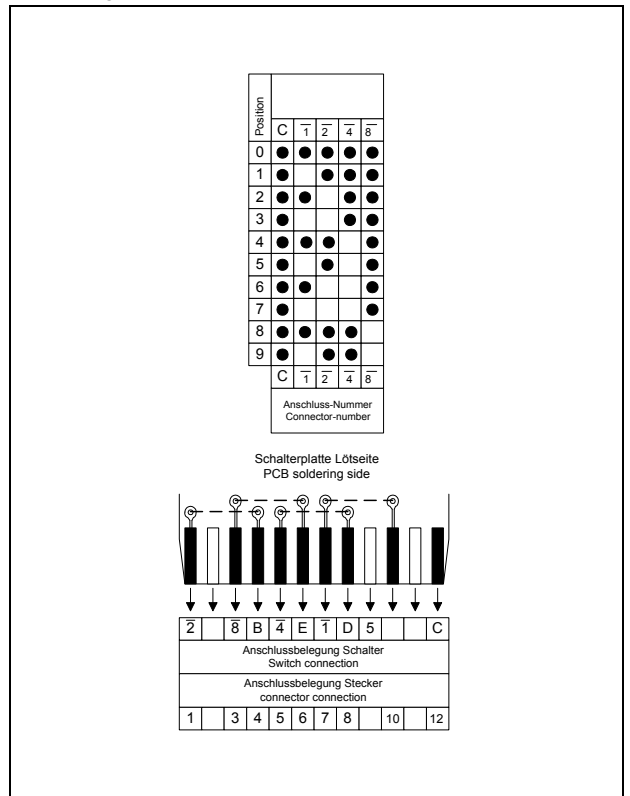 Position
C 1̅ 2̅ 4̅ 8̅
0 ● ● ● ● ●
1 ● ● ● ●
2 ● ● ● ●
3 ● ● ●
4 ● ● ● ●
5 ● ● ●
6 ● ● ●
7 ● ●
8 ● ● ● ●
9 ● ● ●
C 1̅ 2̅ 4̅ 8̅
Anschluss-Nummer
Connector-number
Schalterplatte Lötseite
PCB soldering side
2̅ 8̅ B 4̅ E 1̅ D 5 C
Anschlussbelegung Schalter
Switch connection
Anschlussbelegung Stecker
connector connection
1 3 4 5 6 7 8 10 12